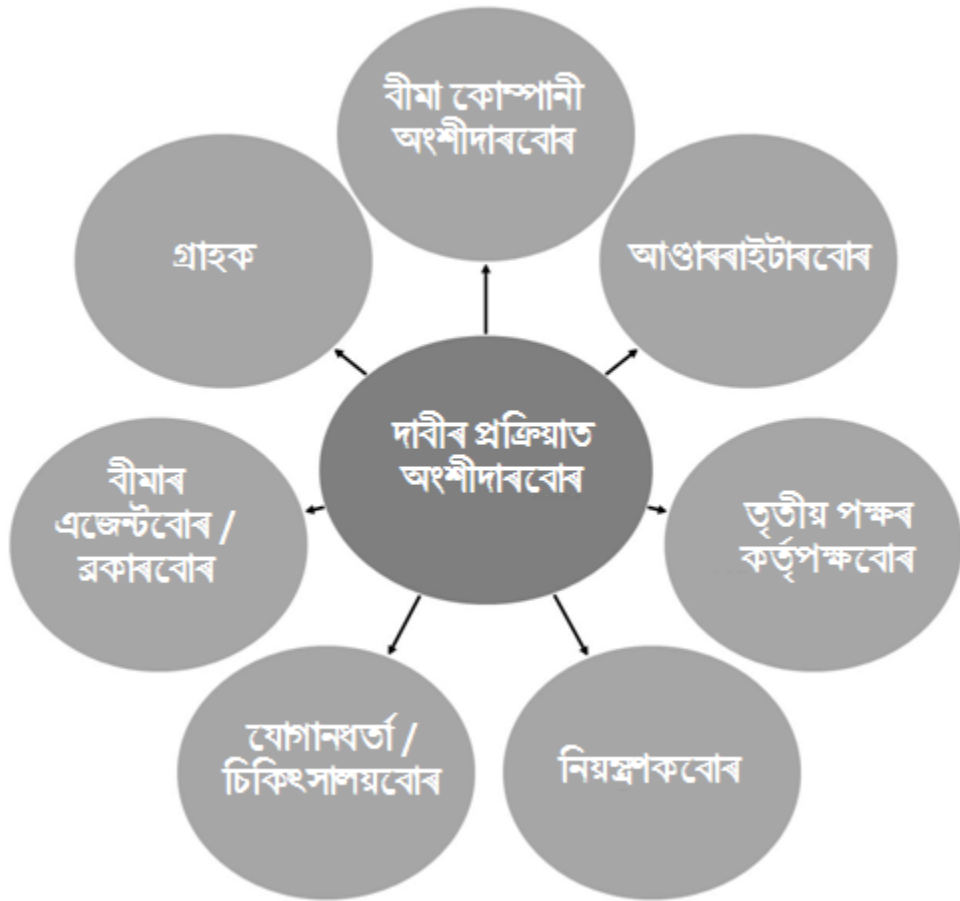 বীমা কোম্পানী
অংশীদাৰবোৰ
গ্ৰাহক
আণ্ডাৰৰাইটাৰবোৰ
দাবীৰ প্ৰক্ৰিয়াত
অংশীদাৰবোৰ
বীমাৰ
এজেন্টবোৰ /
ব্ৰকাৰবোৰ
তৃতীয় পক্ষৰ
কৰ্তৃপক্ষবোৰ
যোগানধৰ্তা /
চিকিৎসালয়বোৰ
নিয়ন্ত্ৰণকবোৰ